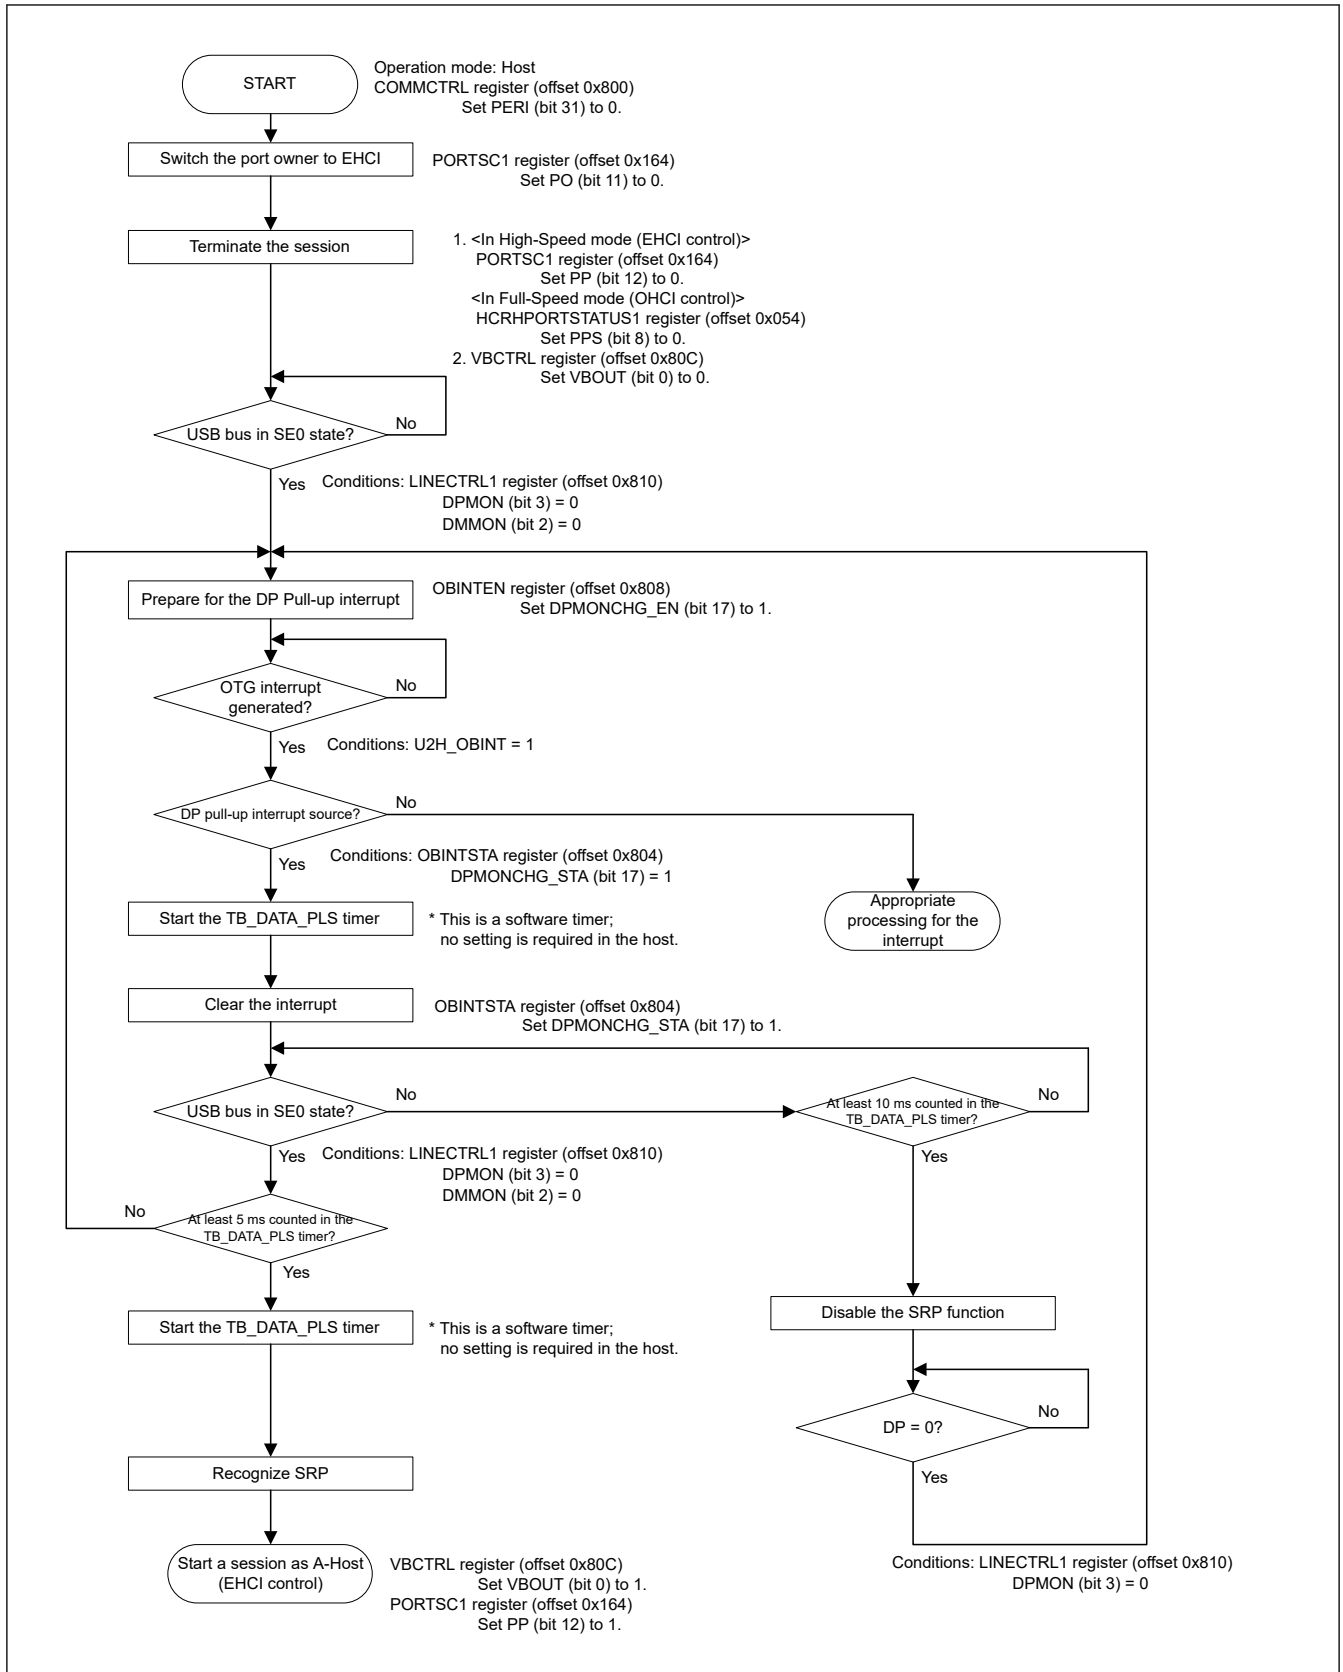 START
Operation mode: Host
COMMCTRL register (offset 0x800)
Set PERI (bit 31) to 0.
Switch the port owner to EHCI
PORTSC1 register (offset 0x164)
Set PO (bit 11) to 0.
Terminate the session
1. <In High-Speed mode (EHCI control)>
PORTSC1 register (offset 0x164)
Set PP (bit 12) to 0.
<In Full-Speed mode (OHCI control)>
HCRHPORTSTATUS1 register (offset 0x054)
Set PPS (bit 8) to 0.
2. VBCTRL register (offset 0x80C)
Set VBOUT (bit 0) to 0.
USB bus in SE0 state?
No
Yes
Conditions: LINECTRL1 register (offset 0x810)
DPMON (bit 3) = 0
DMMON (bit 2) = 0
Prepare for the DP Pull-up interrupt
OBINTEN register (offset 0x808)
Set DPMONCHG_EN (bit 17) to 1.
OTG interrupt
generated?
No
Yes
Conditions: U2H_OBINT = 1
DP pull-up interrupt source?
No
Yes
Conditions: OBINTSTA register (offset 0x804)
DPMONCHG_STA (bit 17) = 1
Appropriate
processing for the
interrupt
Start the TB_DATA_PLS timer
* This is a software timer;
no setting is required in the host.
Clear the interrupt
OBINTSTA register (offset 0x804)
Set DPMONCHG_STA (bit 17) to 1.
USB bus in SE0 state?
No
At least 10 ms counted in the
TB_DATA_PLS timer?
No
Yes
Yes
Conditions: LINECTRL1 register (offset 0x810)
DPMON (bit 3) = 0
DMMON (bit 2) = 0
No
At least 5 ms counted in the
TB_DATA_PLS timer?
Yes
Disable the SRP function
Start the TB_DATA_PLS timer
* This is a software timer;
no setting is required in the host.
DP = 0?
No
Yes
Recognize SRP
Start a session as A-Host
(EHCI control)
VBCTRL register (offset 0x80C)
Set VBOUT (bit 0) to 1.
PORTSC1 register (offset 0x164)
Set PP (bit 12) to 1.
Conditions: LINECTRL1 register (offset 0x810)
DPMON (bit 3) = 0